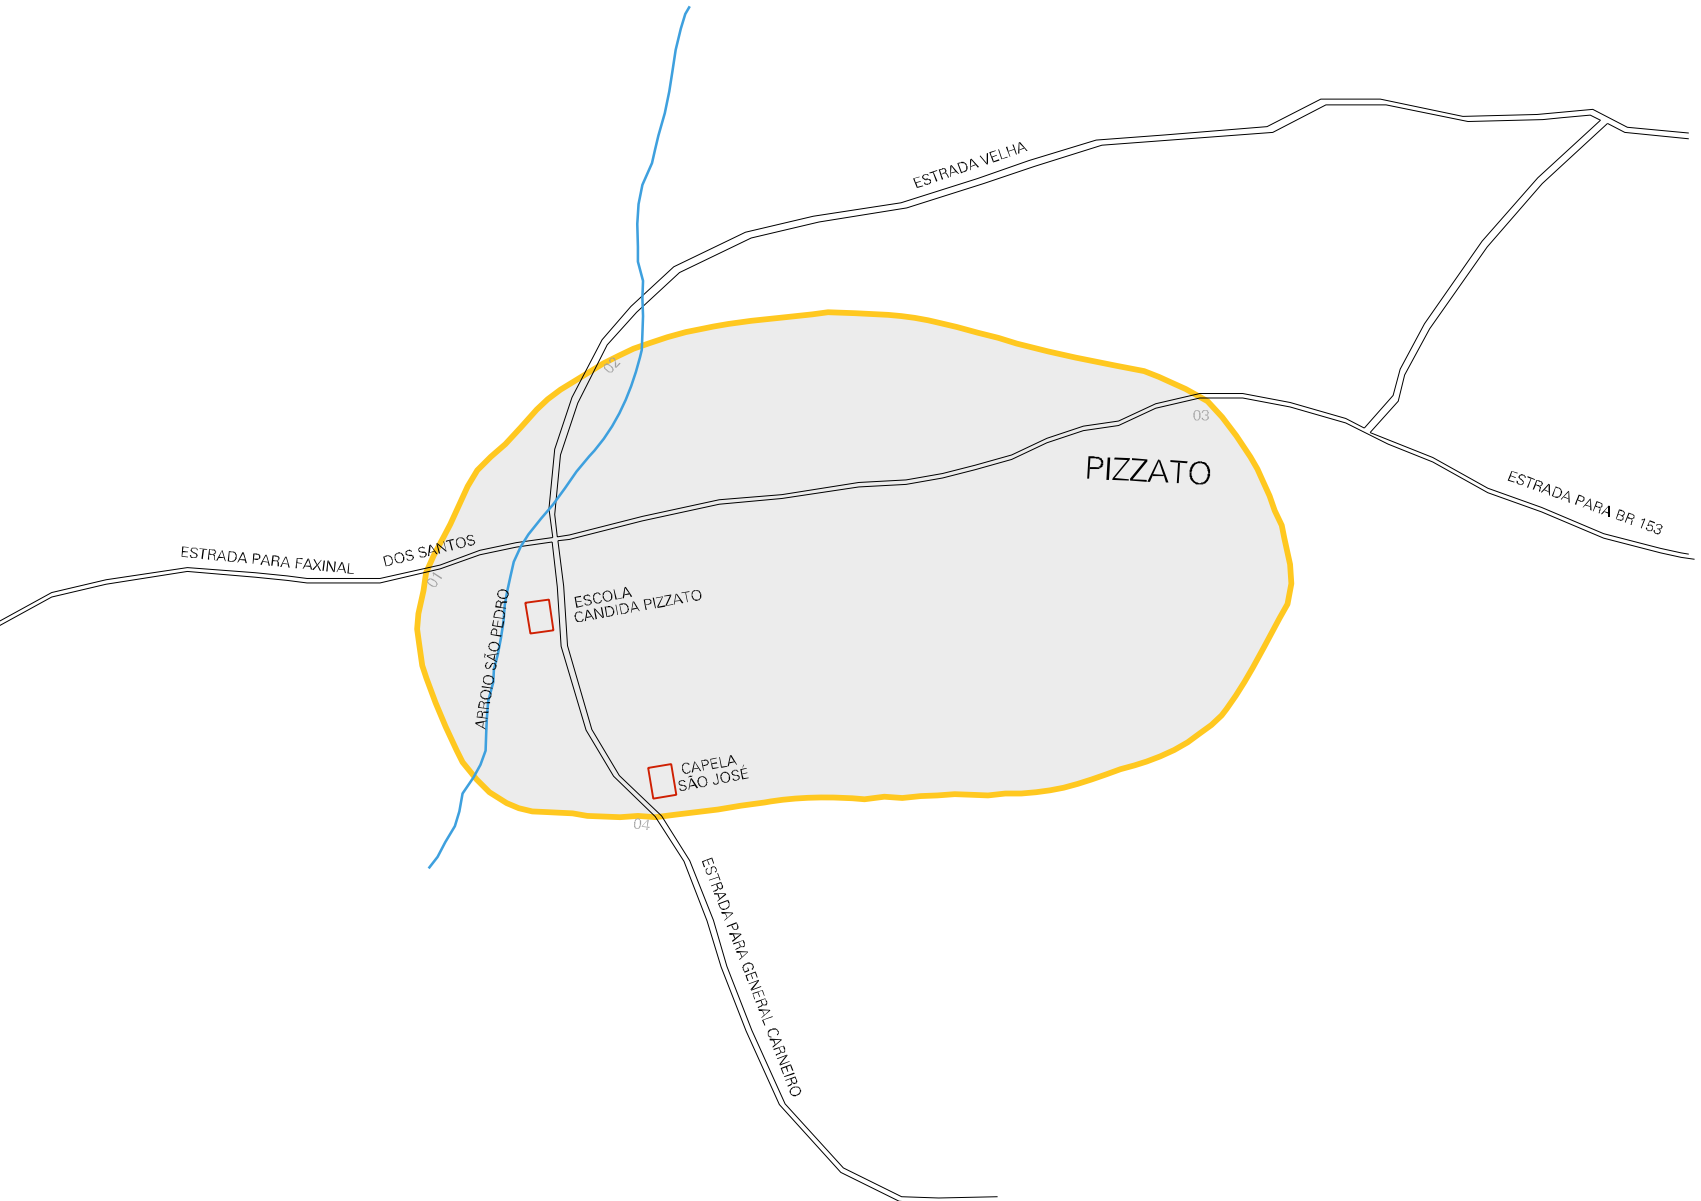 ESTRADA VELHA
02
03
PIZZATO
ESTRADA PARA BR 153
ESTRADA PARA FAXINAL DOS SANTOS
01
ARROIO SÃO PEDRO
ESCOLA
CANDIDA PIZZATO
CAPELA
SÃO JOSÉ
04
ESTRADA PARA GENERAL CARNEIRO